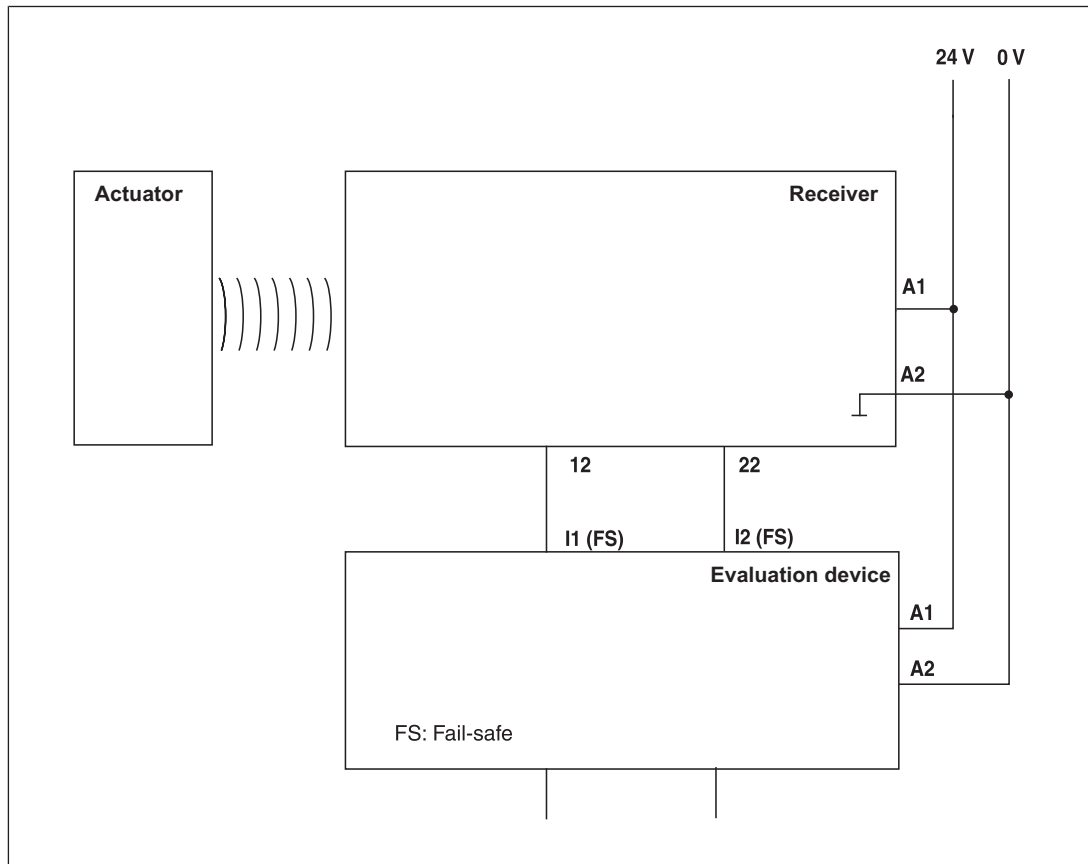 24 V 0 V
Actuator
Receiver
A1
A2
12
22
I1 (FS)
I2 (FS)
Evaluation device
A1
A2
FS: Fail-safe